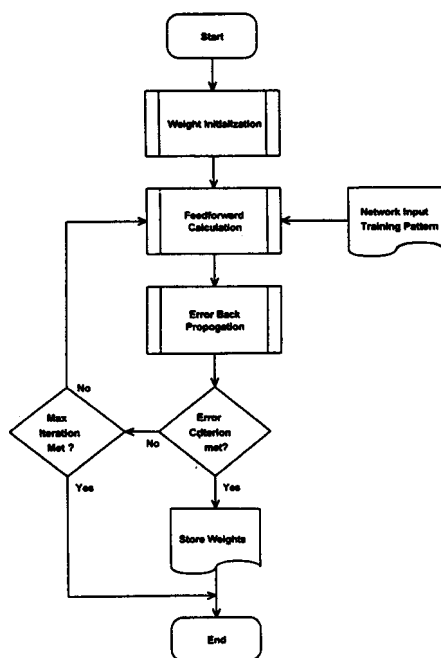 Start
Weight Initialization
Feedforward
Calculation
Network Input
Training Pattern
Error Back
Propogation
No
Max
Iteration
Met ?
No
Error
Criterion
met?
Yes
Yes
Store Weights
End